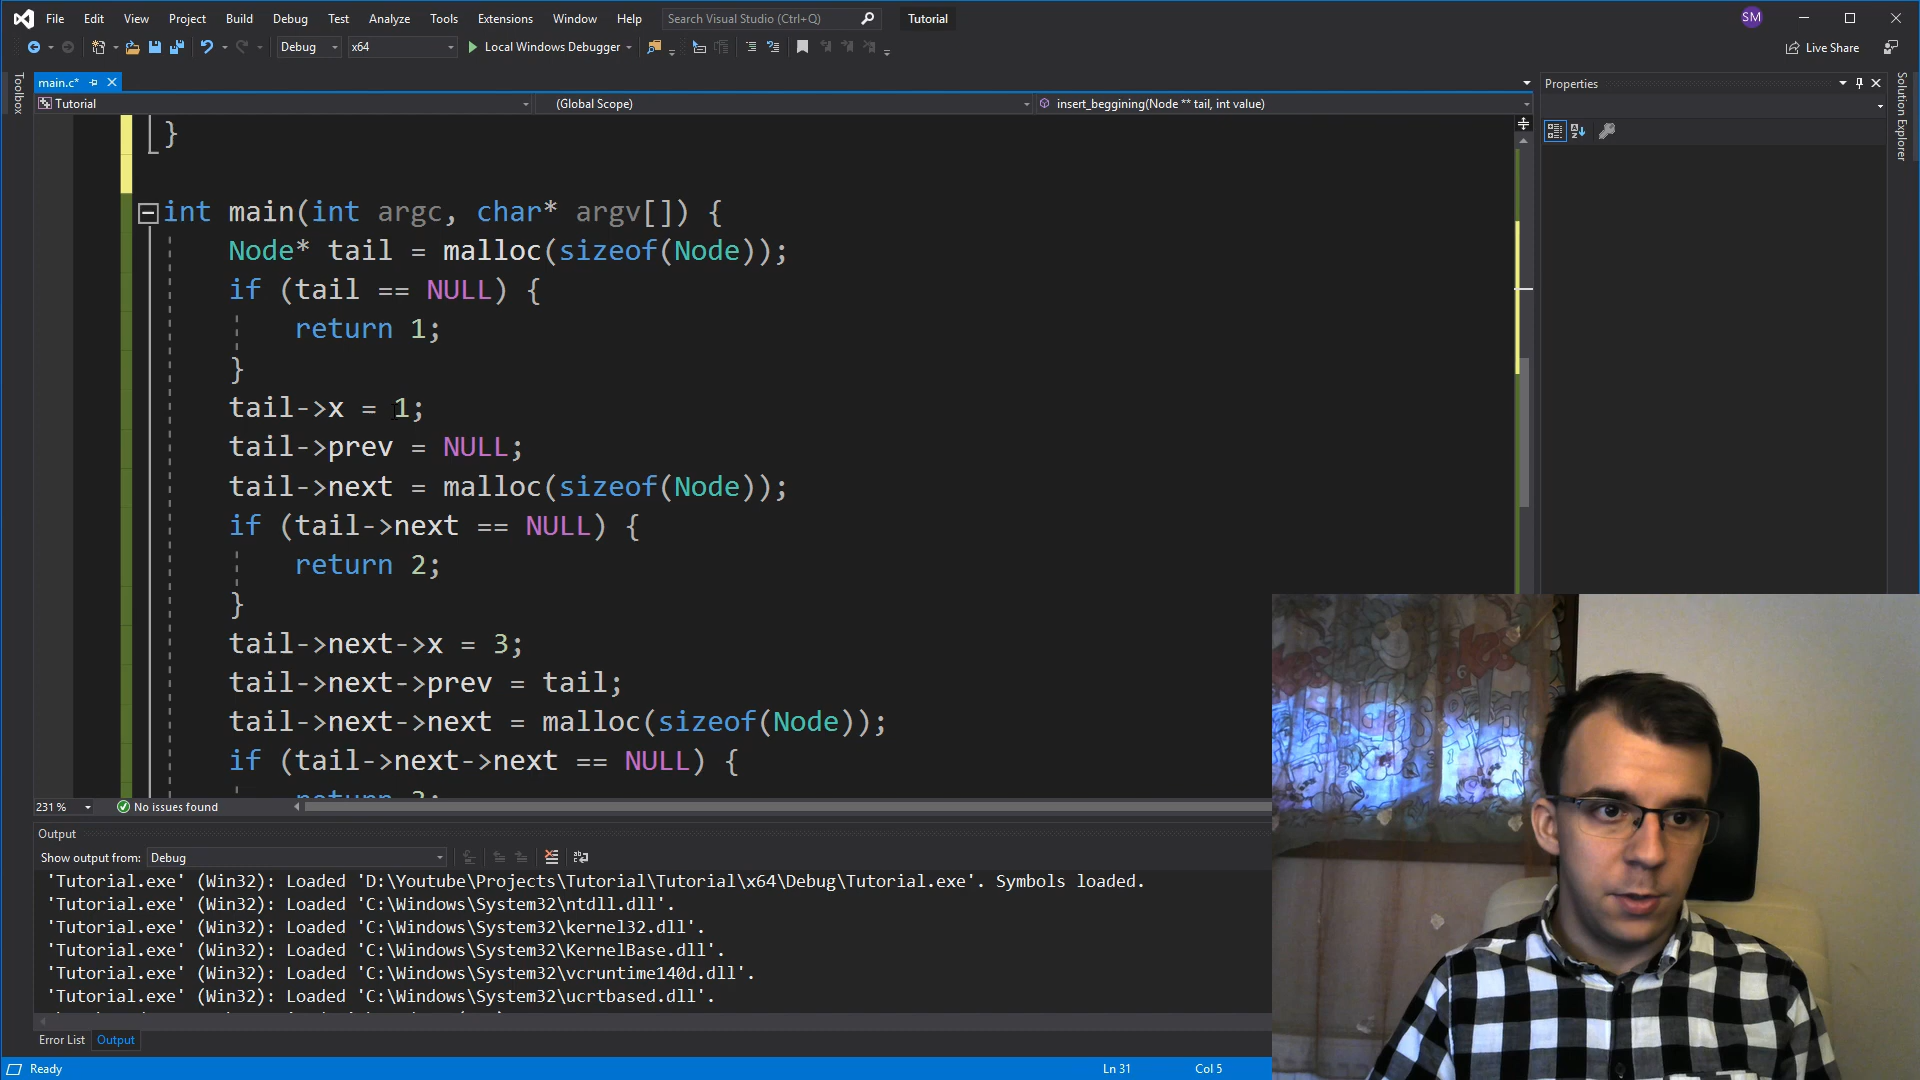 File Edit View Project Build Debug Test Analyze Tools Extensions Window Help Search Visual Studio (Ctrl+Q) Tutorial SM
Debug x64 Local Windows Debugger Live Share
Toolbox
main.c*
Properties
Solution Explorer
Tutorial (Global Scope) insert_beggining(Node ** tail, int value)
}
int main(int argc, char* argv[]) {
Node* tail = malloc(sizeof(Node));
if (tail == NULL) {
return 1;
}
tail->x = 1;
tail->prev = NULL;
tail->next = malloc(sizeof(Node));
if (tail->next == NULL) {
return 2;
}
tail->next->x = 3;
tail->next->prev = tail;
tail->next->next = malloc(sizeof(Node));
if (tail->next->next == NULL) {
231 % No issues found
Output
Show output from: Debug
'Tutorial.exe' (Win32): Loaded 'D:\Youtube\Projects\Tutorial\Tutorial\x64\Debug\Tutorial.exe'. Symbols loaded.
'Tutorial.exe' (Win32): Loaded 'C:\Windows\System32\ntdll.dll'.
'Tutorial.exe' (Win32): Loaded 'C:\Windows\System32\kernel32.dll'.
'Tutorial.exe' (Win32): Loaded 'C:\Windows\System32\KernelBase.dll'.
'Tutorial.exe' (Win32): Loaded 'C:\Windows\System32\vcruntime140d.dll'.
'Tutorial.exe' (Win32): Loaded 'C:\Windows\System32\ucrtbased.dll'.
Error List Output
Ready Ln 31 Col 5